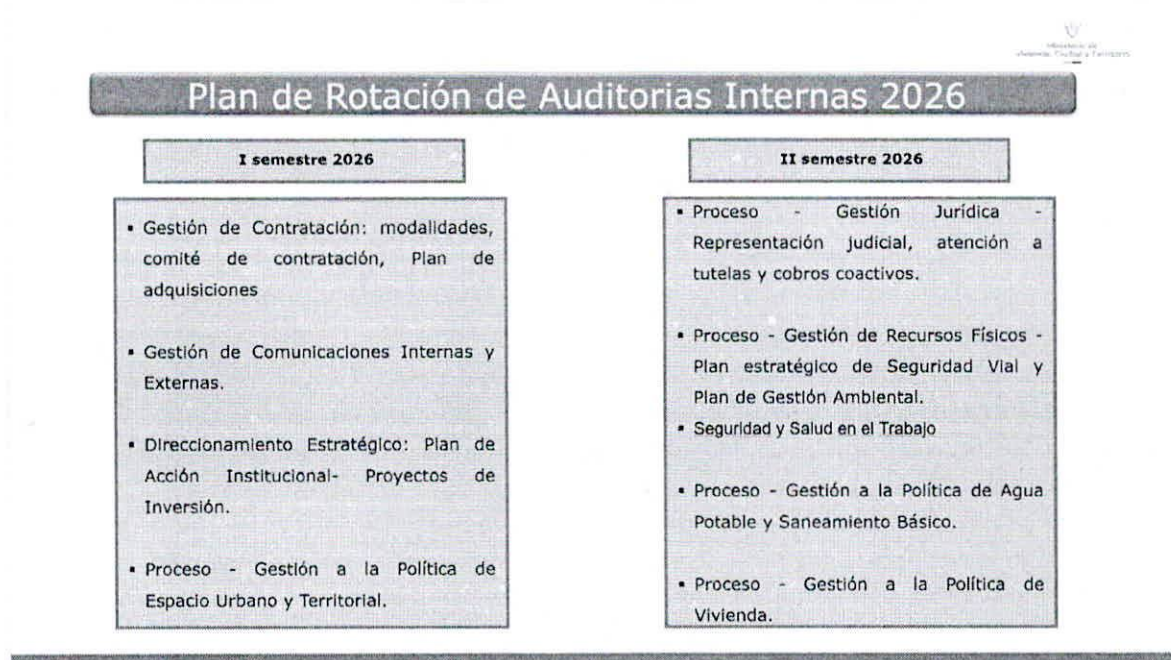 Plan de Rotación de Auditorias Internas 2026
I semestre 2026
▪ Gestión de Contratación: modalidades,
comité de contratación, Plan de
adquisiciones
▪ Gestión de Comunicaciones Internas y
Externas.
▪ Direccionamiento Estratégico: Plan de
Acción Institucional- Proyectos de
Inversión.
▪ Proceso - Gestión a la Política de
Espacio Urbano y Territorial.
II semestre 2026
▪ Proceso - Gestión Jurídica -
Representación judicial, atención a
tutelas y cobros coactivos.
▪ Proceso - Gestión de Recursos Físicos -
Plan estratégico de Seguridad Vial y
Plan de Gestión Ambiental.
▪ Seguridad y Salud en el Trabajo
▪ Proceso - Gestión a la Política de Agua
Potable y Saneamiento Básico.
▪ Proceso - Gestión a la Política de
Vivienda.